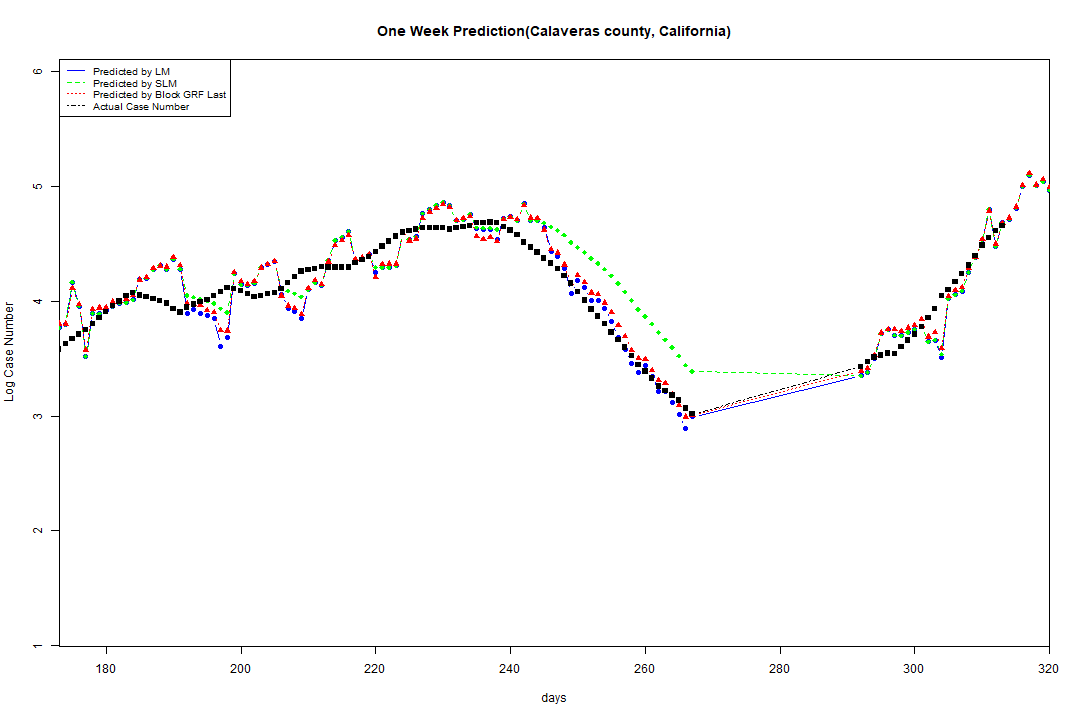 One Week Prediction(Calaveras county, California)
Predicted by LM
Predicted by SLM
Predicted by Block GRF Last
Actual Case Number
6
5
4
3
2
1
Log Case Number
180 200 220 240 260 280 300 320
days